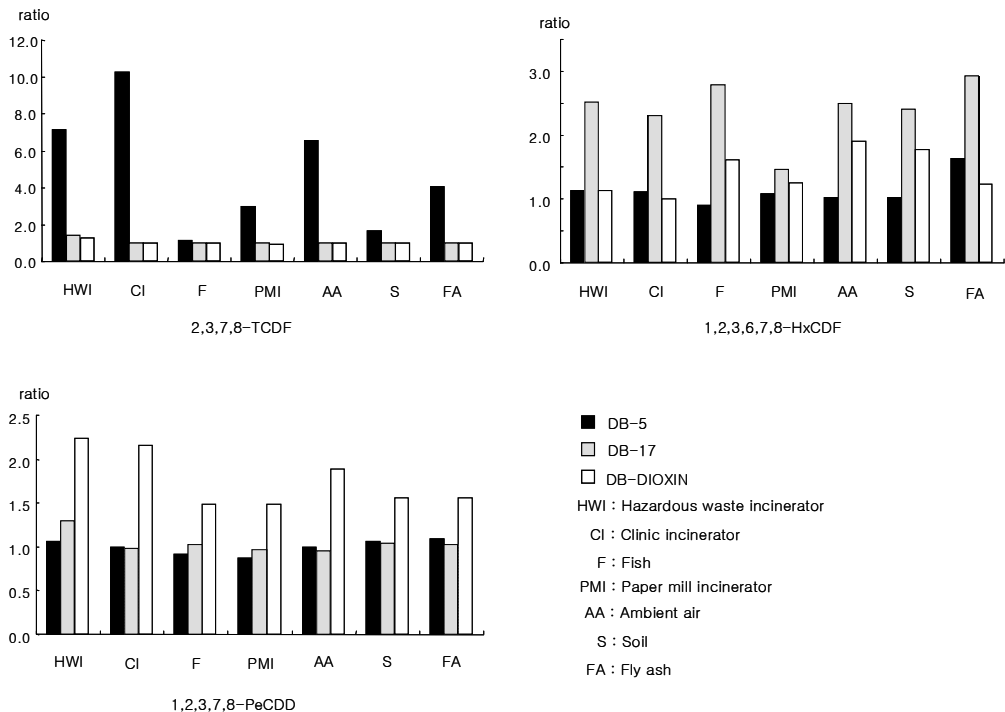 ratio
12.0
10.0
8.0
6.0
4.0
2.0
0.0
HWI CI F PMI AA S FA
2,3,7,8-TCDF
ratio
3.0
2.0
1.0
0.0
HWI CI F PMI AA S FA
1,2,3,6,7,8-HxCDF
ratio
2.5
2.0
1.5
1.0
0.5
0.0
HWI CI F PMI AA S FA
1,2,3,7,8-PeCDD
DB-5
DB-17
DB-DIOXIN
HWI : Hazardous waste incinerator
CI : Clinic incinerator
F : Fish
PMI : Paper mill incinerator
AA : Ambient air
S : Soil
FA : Fly ash